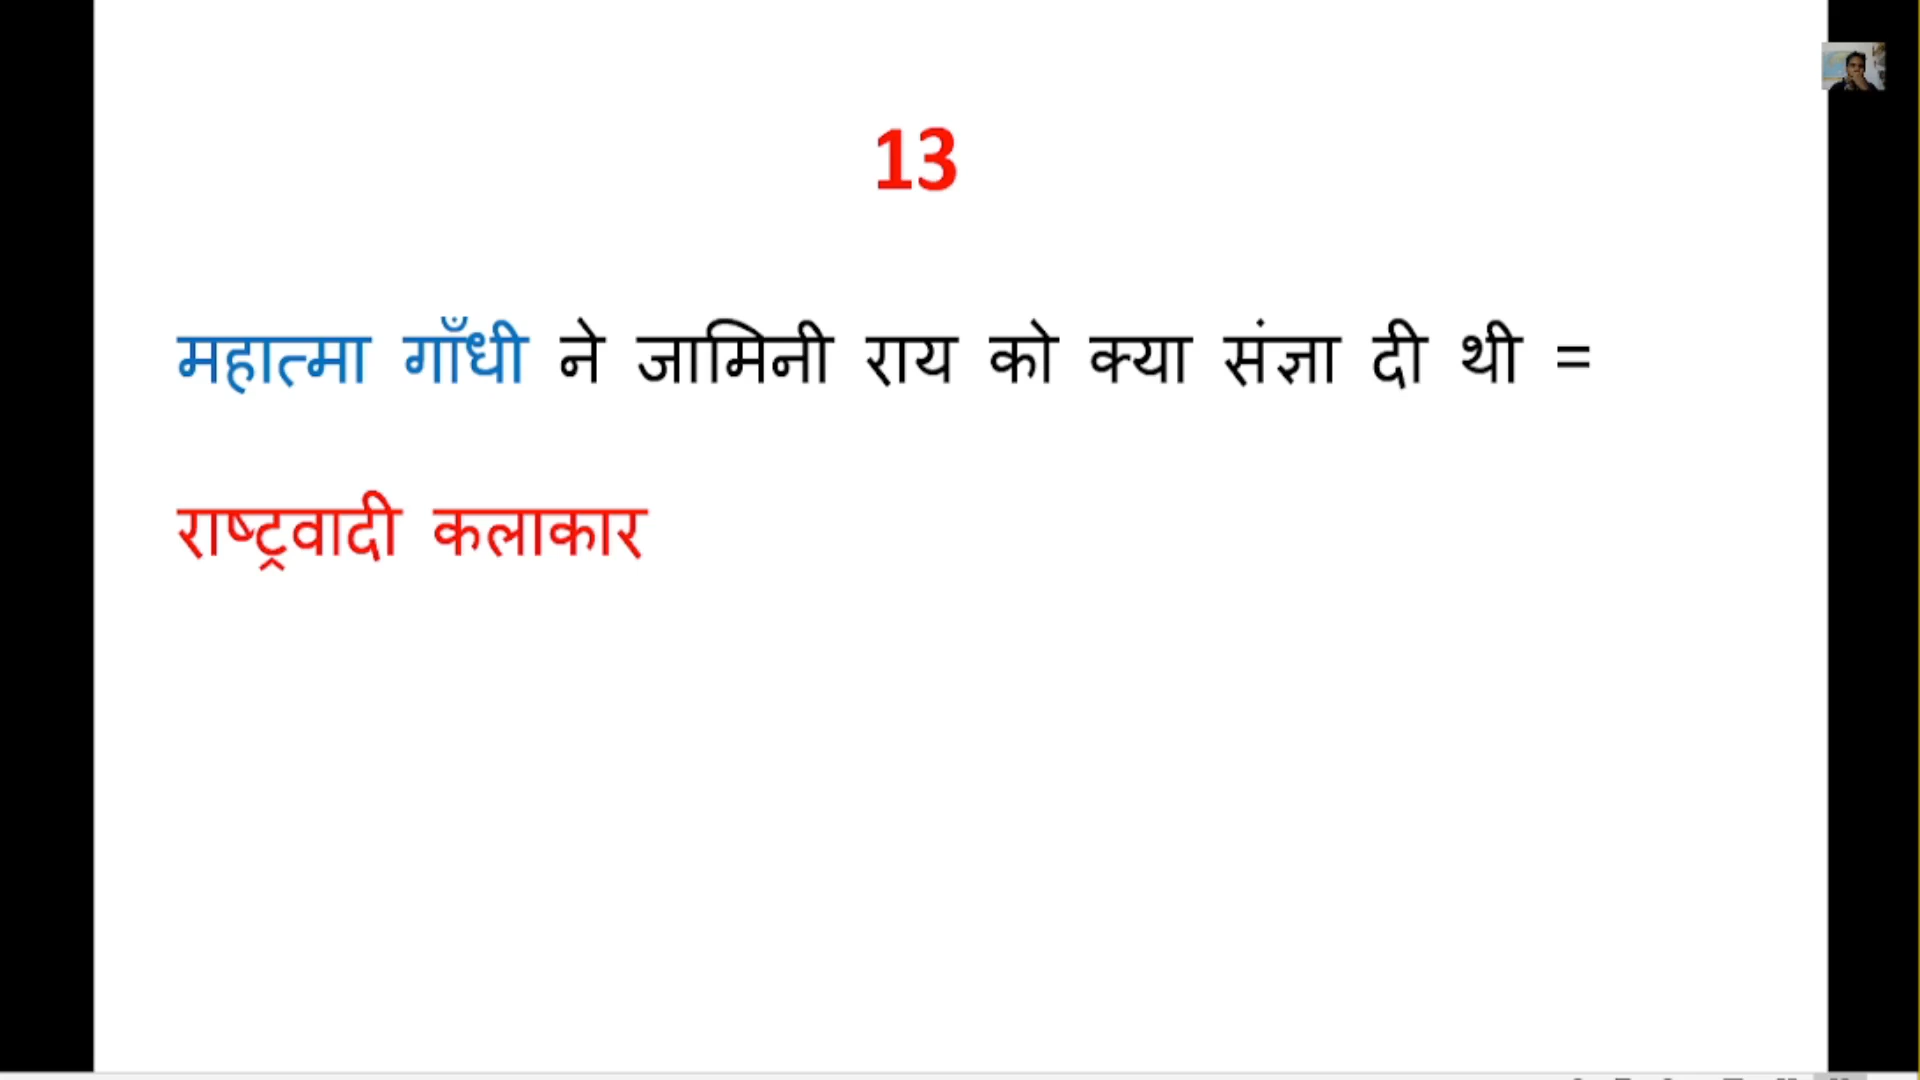 13
महात्मा गाँधी ने जामिनी राय को क्या संज्ञा दी थी =
राष्ट्रवादी कलाकार